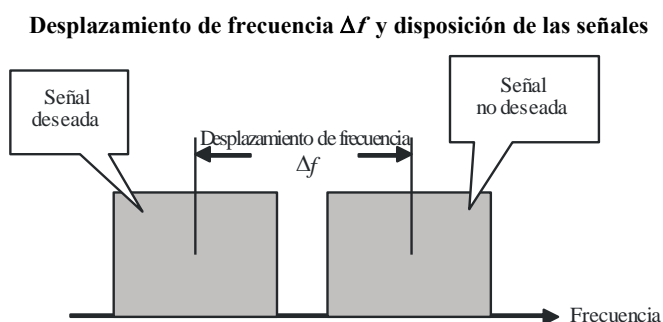 Desplazamiento de frecuencia Δf y disposición de las señales
Señal
deseada
Señal
no deseada
Desplazamiento de frecuencia
Δf
Frecuencia